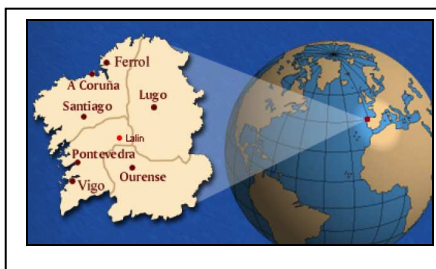 Ferrol
A Coruña
Lugo
Santiago
Lalín
Pontevedra
Ourense
Vigo